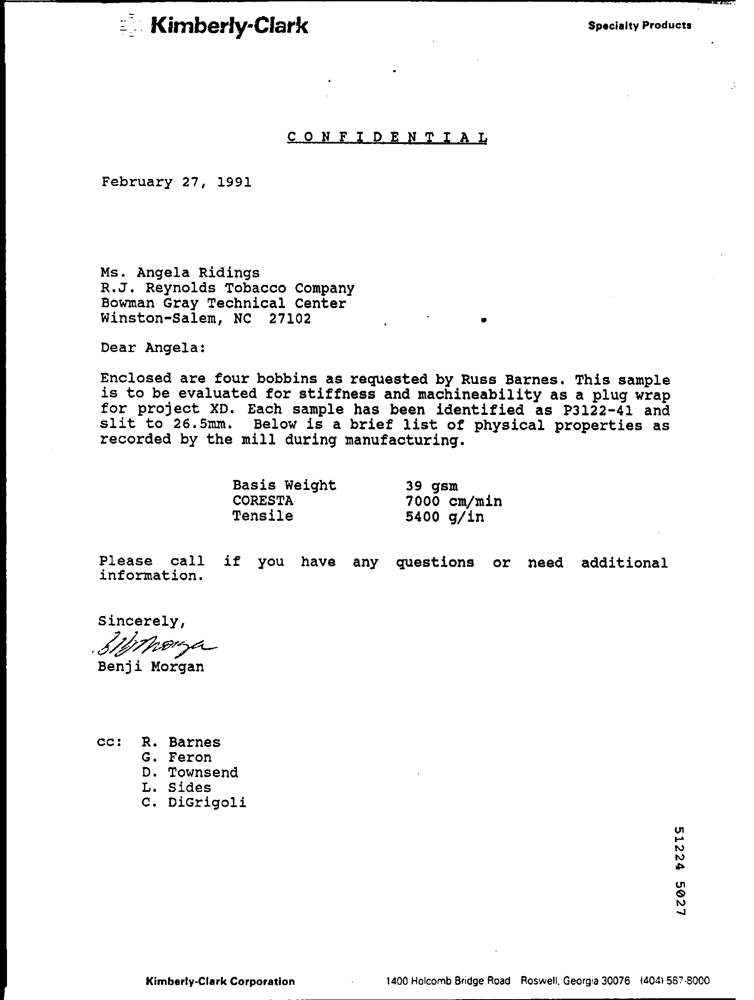 Kimberly-Clark
Specialty Products
CONFIDENTIAL
February 27, 1991
Ms. Angela Ridings
R.J. Reynolds Tobacco Company
Bowman Gray Technical Center
Winston-Salem, NC 27102
Dear Angela:
Enclosed are four bobbins as requested by Russ Barnes. This sample
is to be evaluated for stiffness and machineability as a plug wrap
for project XD. Each sample has been identified as P3122-41 and
slit to 26.5mm. Below is a brief list of physical properties as
recorded by the mill during manufacturing.
Basis Weight 39 gsm
CORESTA 7000 cm/min
Tensile 5400 g/in
Please call if you have any questions or need additional
information.
Sincerely,
Benji Morgan
cc: R. Barnes
G. Feron
D. Townsend
L. Sides
C. DiGrigoli
51224 5027
Kimberly-Clark Corporation 1400 Holcomb Bridge Road Roswell, Georgia 30076 (404) 587-8000